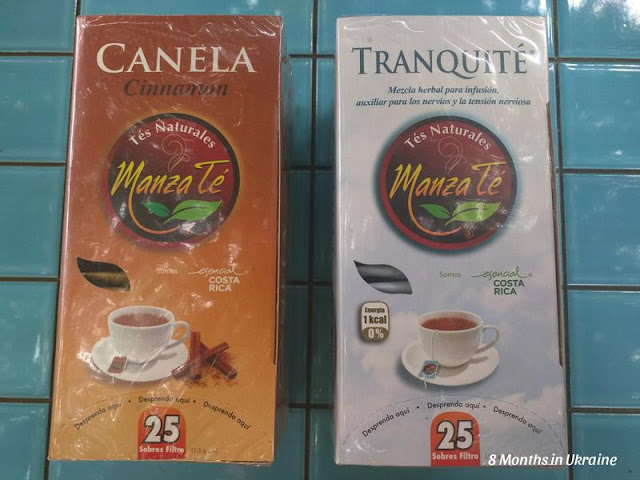 CANELA
Cinnamon
Tés Naturales
Manza Té
Somos
esencial
COSTA
RICA
Desprenda aquí • Desprenda aquí • Desprenda aquí
25
Sobres Filtro
TRANQUITÉ
Mezcla herbal para infusión,
auxiliar para los nervios y la tensión nerviosa
Tés Naturales
Manza Té
Somos
esencial
COSTA
RICA
Energía
1 kcal
0%
Desprenda aquí • Desprenda aquí • Desprenda aquí
25
Sobres Filtro
8 Months in Ukraine